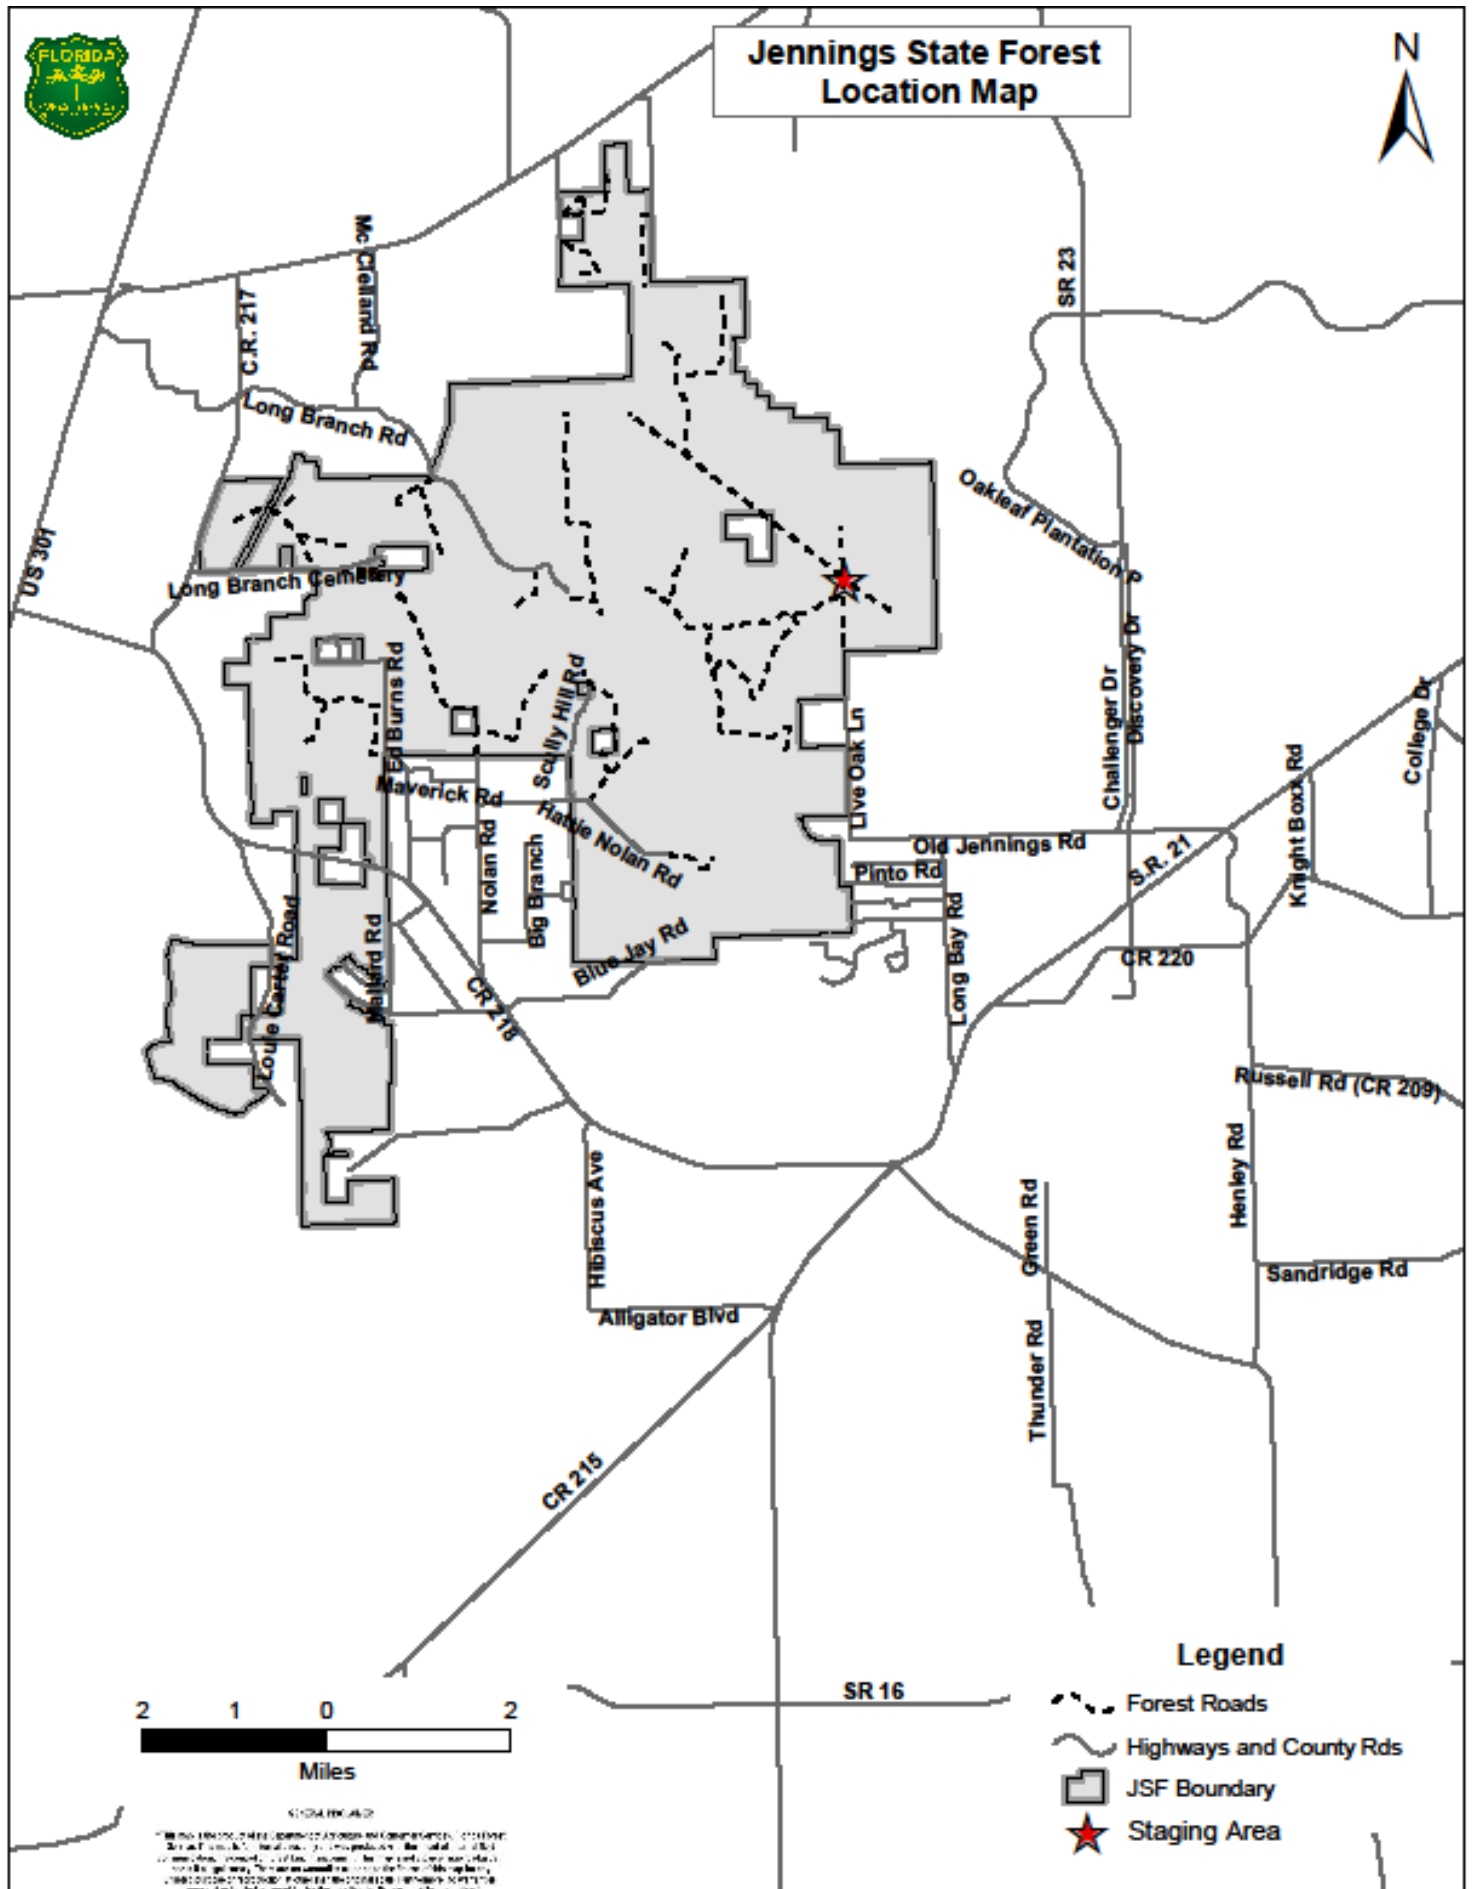 FLORIDA
Jennings State Forest
Location Map
N
Mc Clelland Rd
SR 23
C.R. 217
Long Branch Rd
Oakleaf Plantation P
US 301
Long Branch Cemetery
Discovery Dr
Ed Burns Rd
Scully Hill Rd
Challenger Dr
College Dr
Live Oak Ln
Knight Boxx Rd
Maverick Rd
Hattie Nolan Rd
Old Jennings Rd
S.R. 21
Nolan Rd
Big Branch
Pinto Rd
Louie Carter Road
Mallard Rd
Blue Jay Rd
Long Bay Rd
CR 220
CR 218
Russell Rd (CR 209)
Henley Rd
Hibiscus Ave
Green Rd
Sandridge Rd
Alligator Blvd
Thunder Rd
CR 215
Legend
SR 16
Forest Roads
2 1 0 2
Highways and County Rds
Miles
JSF Boundary
Staging Area